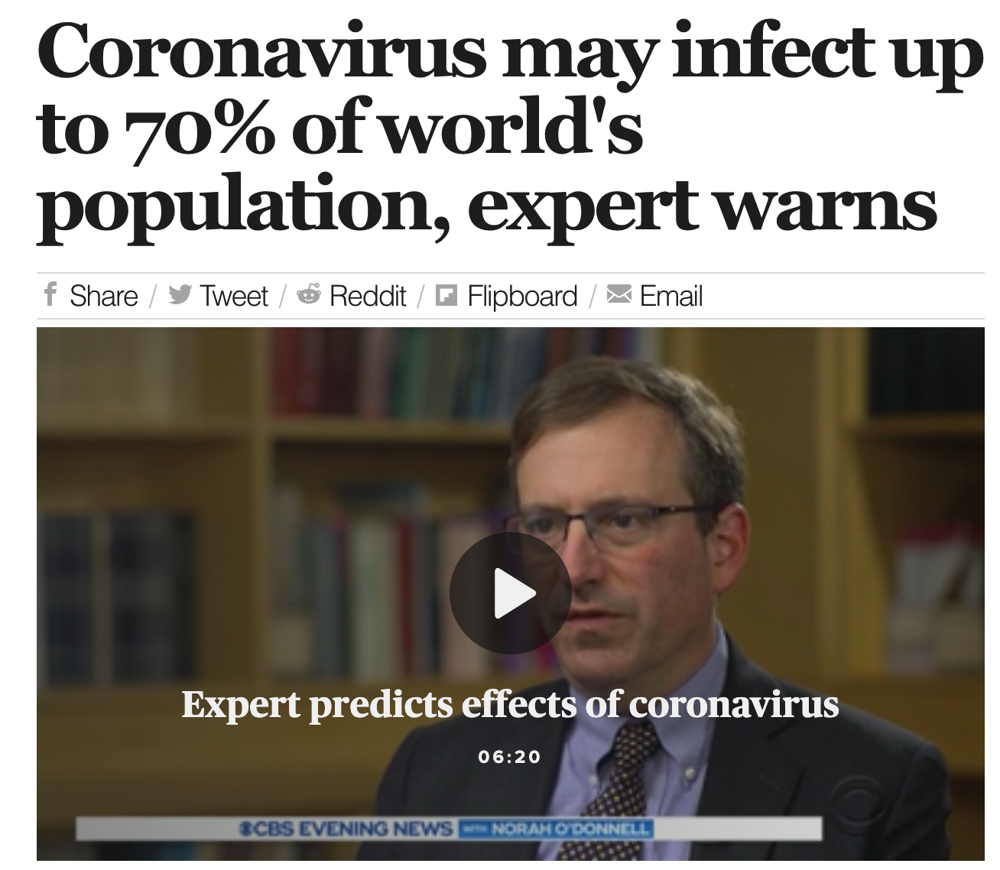 Coronavirus may infect up
to 70% of world's
population, expert warns
Share / Tweet / Reddit / Flipboard / Email
Expert predicts effects of coronavirus
06:20
CBS EVENING NEWS WITH NORAH O'DONNELL